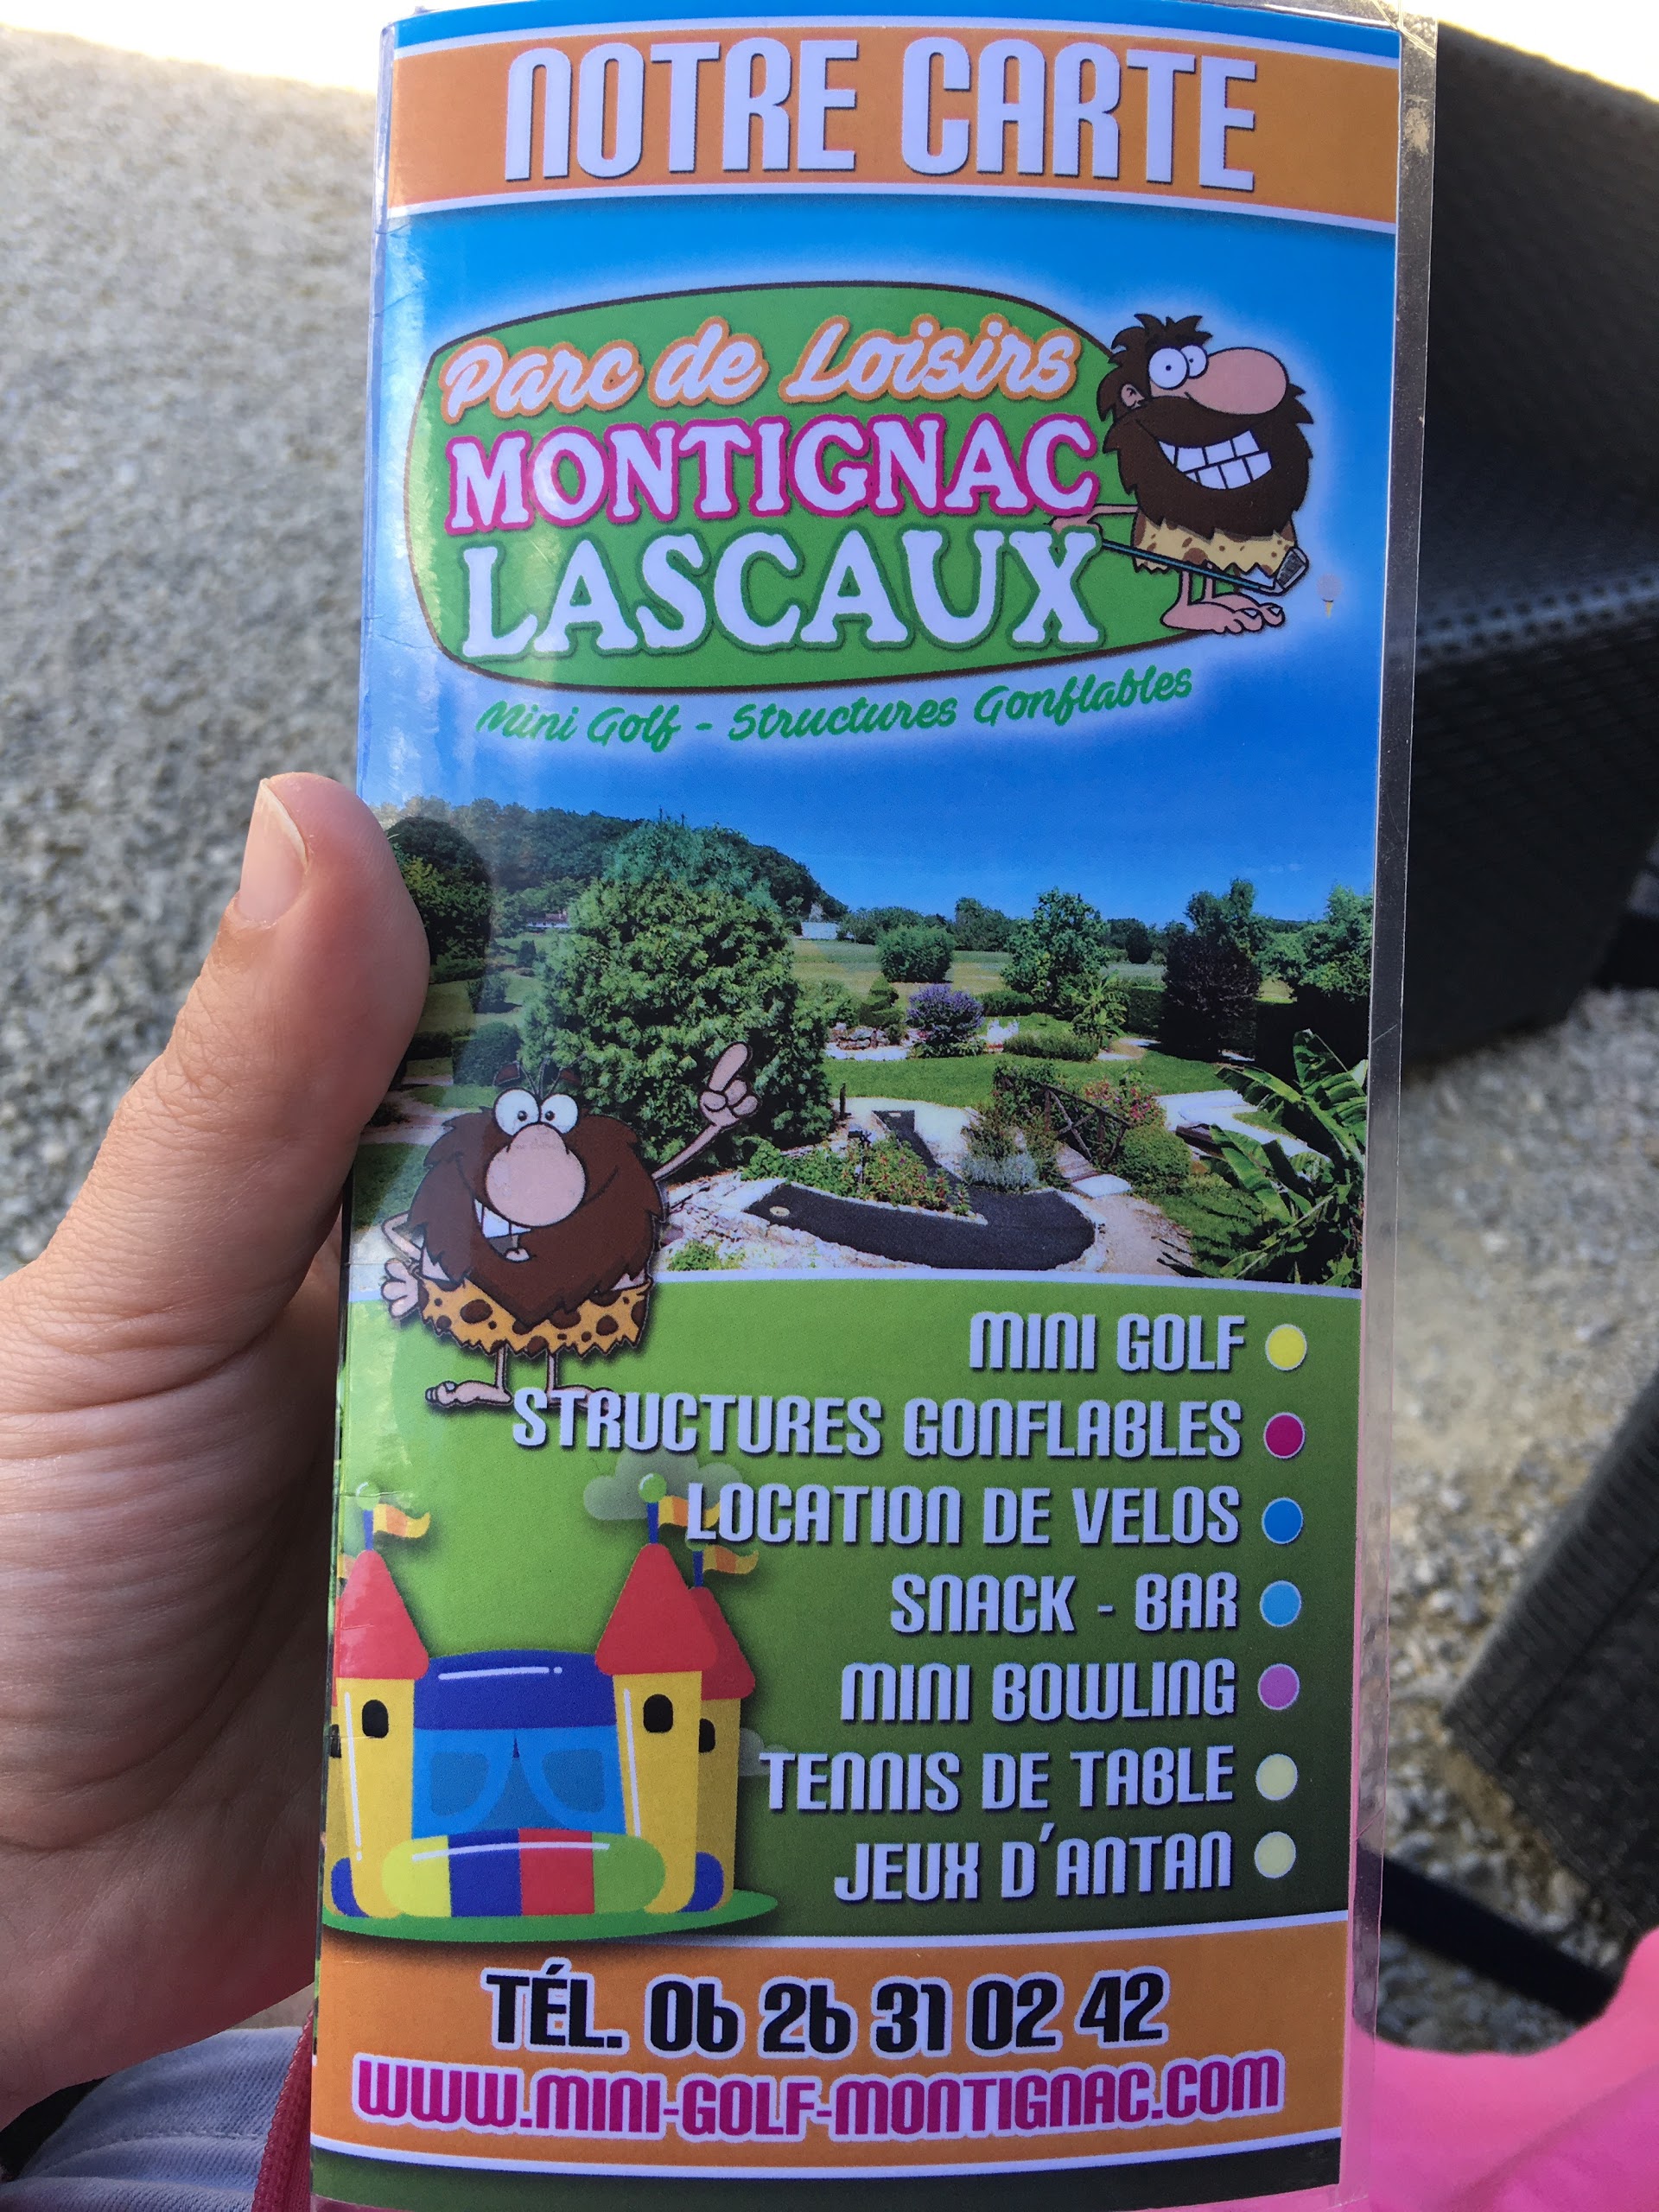 NOTRE CARTE
Parc de Loisirs
MONTIGNAC
LASCAUX
Mini Golf - Structures Gonflables
MINI GOLF
STRUCTURES GONFLABLES
LOCATION DE VELOS
SNACK - BAR
MINI BOWLING
TENNIS DE TABLE
JEUX D'ANTAN
TÉL. 06 26 31 02 42
WWW.MINI-GOLF-MONTIGNAC.COM